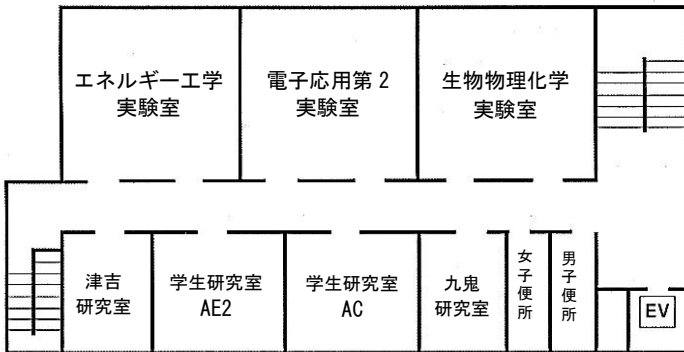 エネルギー工学
実験室
電子応用第2
実験室
生物物理化学
実験室
津吉
研究室
学生研究室
AE2
学生研究室
AC
九鬼
研究室
女子便所
男子便所
EV